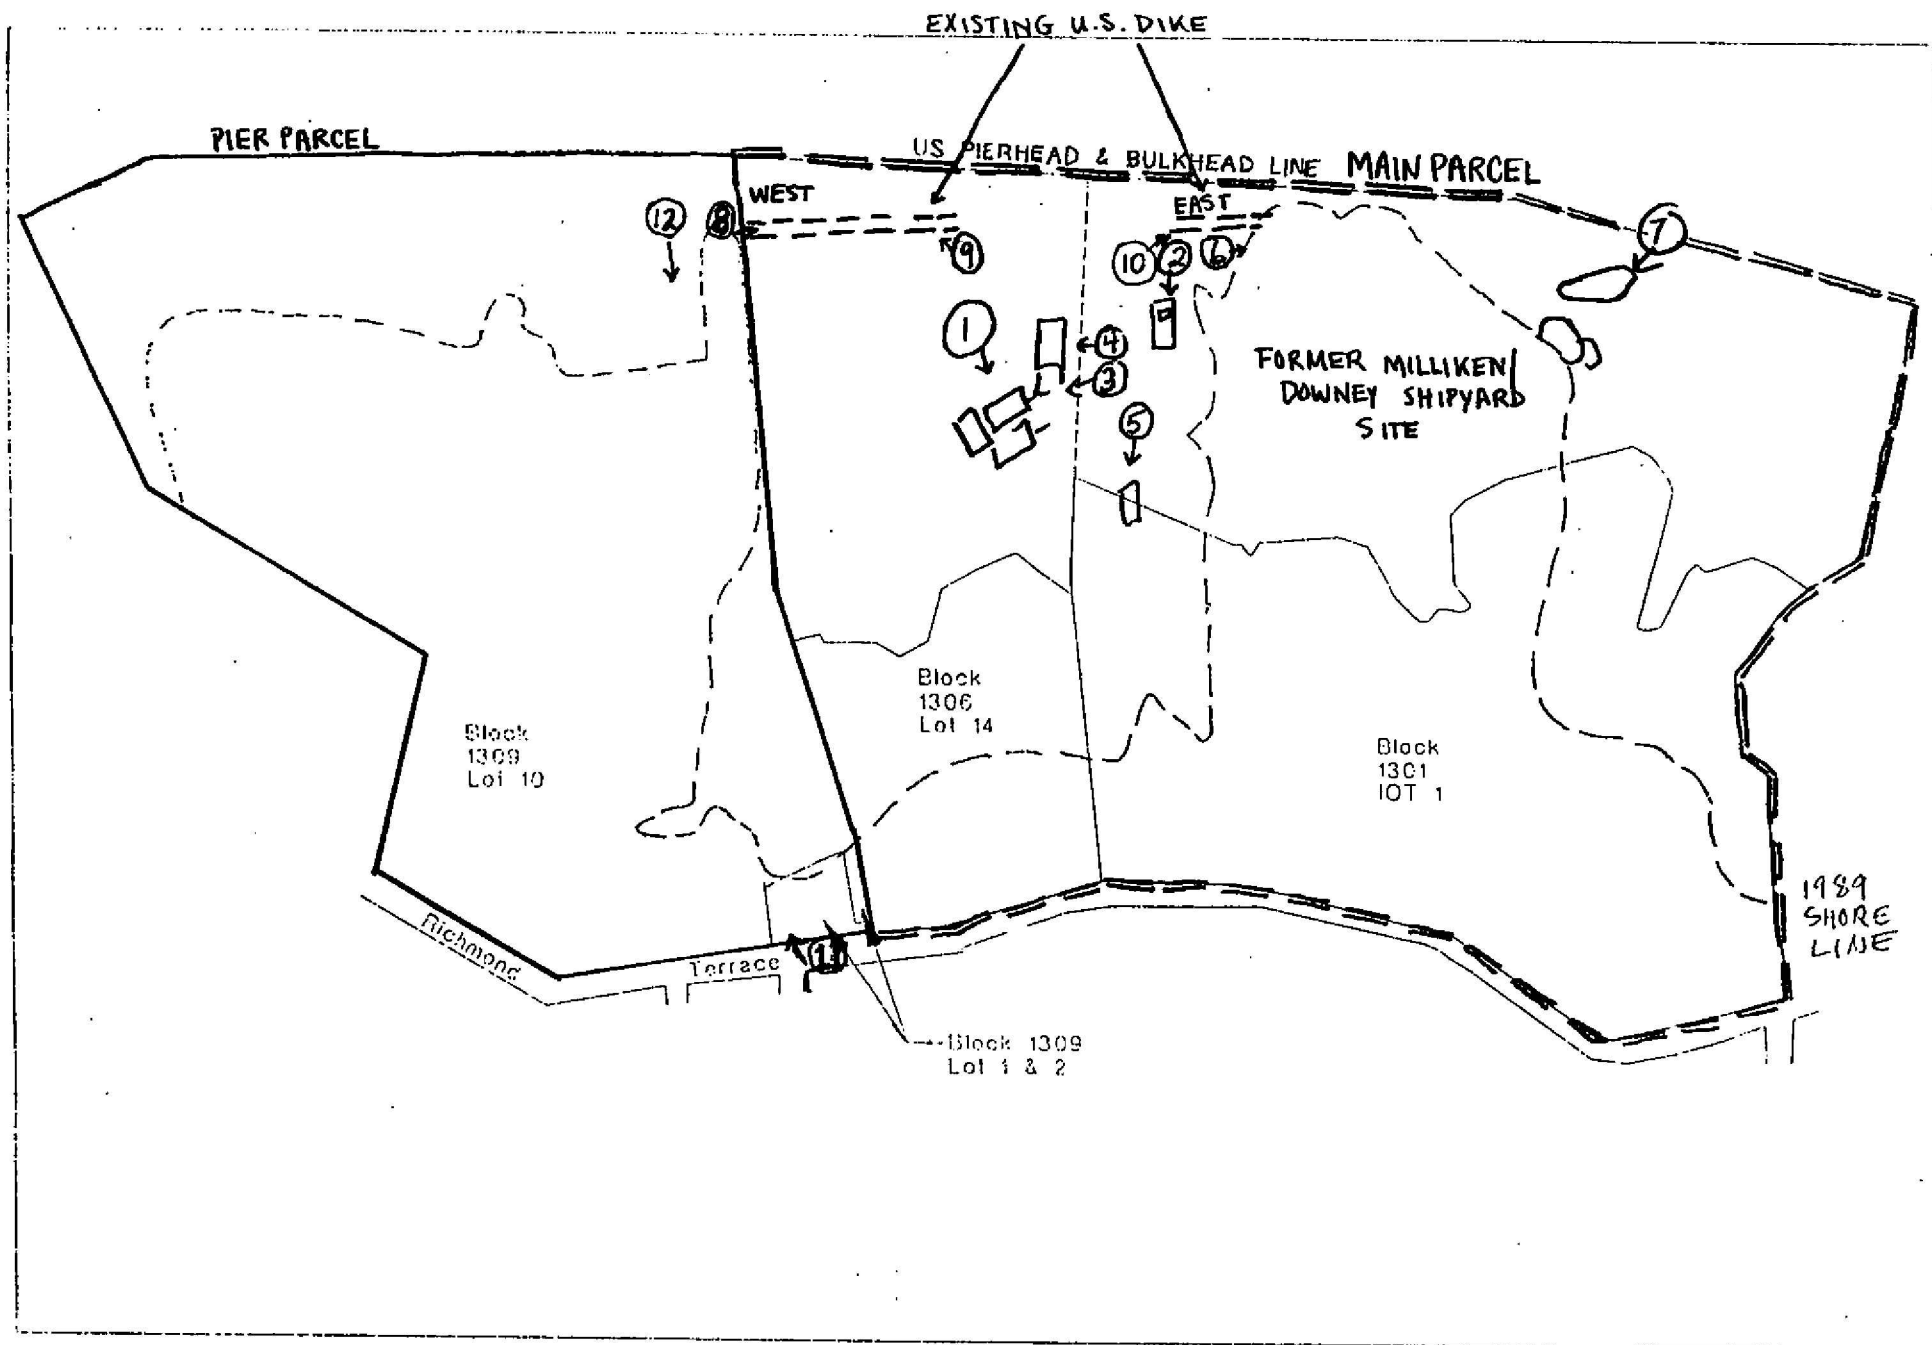 EXISTING U.S. DIKE
PIER PARCEL
US PIERHEAD & BULKHEAD LINE
MAIN PARCEL
WEST
EAST
12
8
9
10
2
6
7
1
4
3
5
FORMER MILLIKEN/
DOWNEY SHIPYARD
SITE
Block
1306
Lot 14
Block
1309
Lot 10
Block
1301
lOT 1
1989
SHORE
LINE
Richmond
Terrace
11
Block 1309
Lot 1 & 2